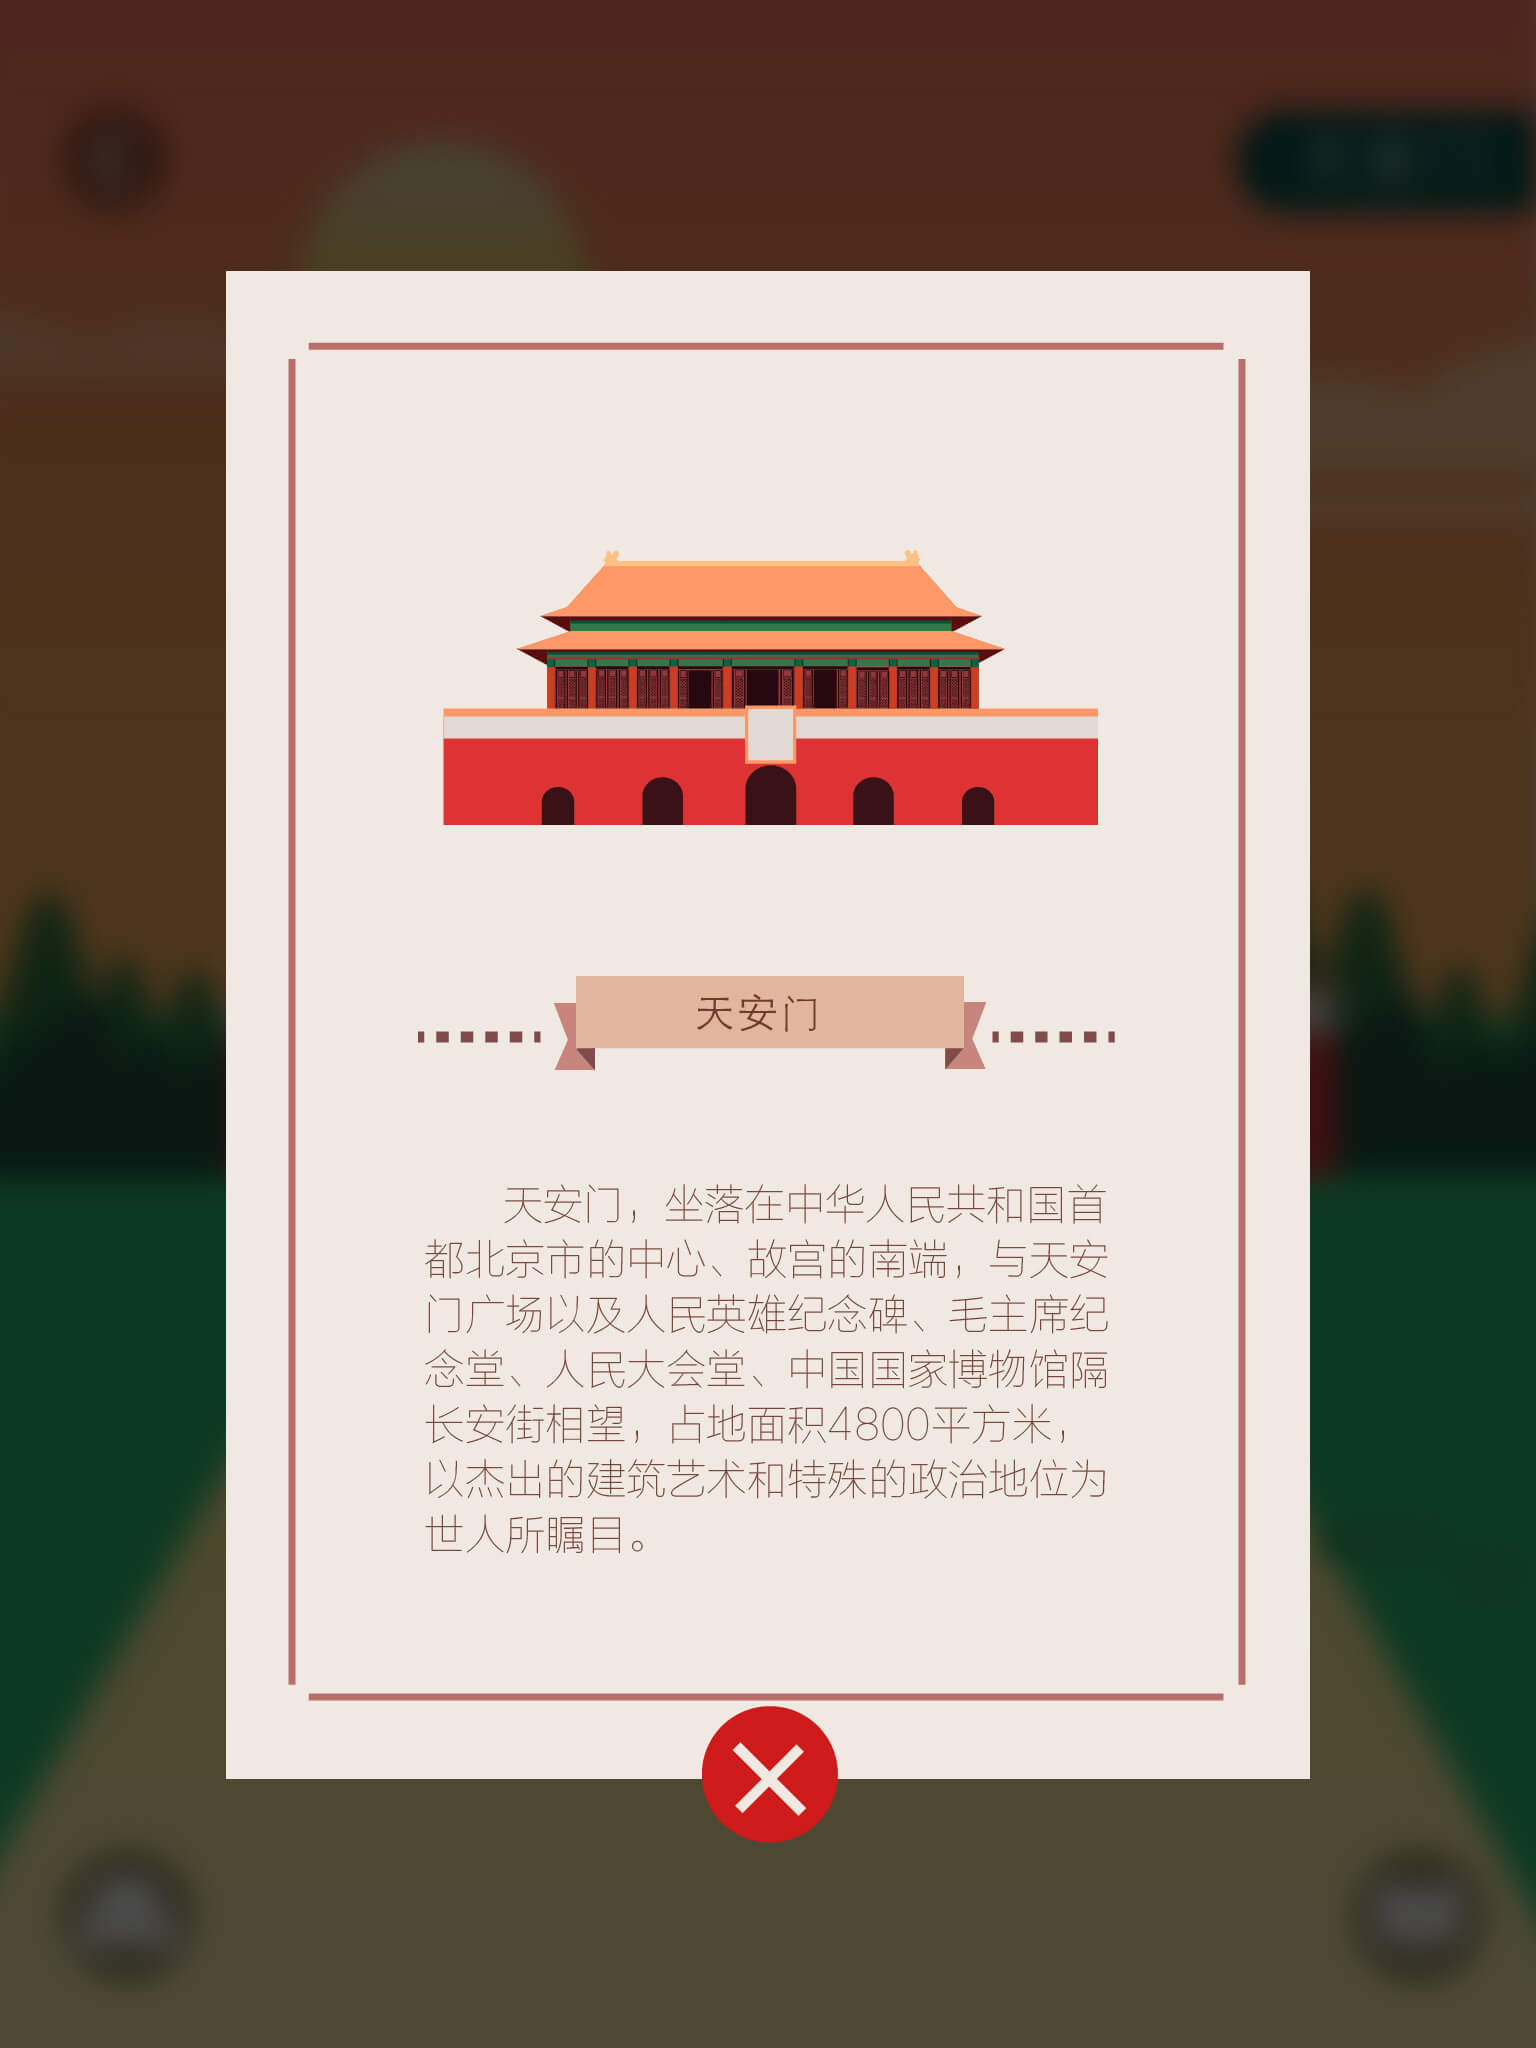 天安门
天安门，坐落在中华人民共和国首
都北京市的中心、故宫的南端，与天安
门广场以及人民英雄纪念碑、毛主席纪
念堂、人民大会堂、中国国家博物馆隔
长安街相望，占地面积4800平方米，
以杰出的建筑艺术和特殊的政治地位为
世人所瞩目。